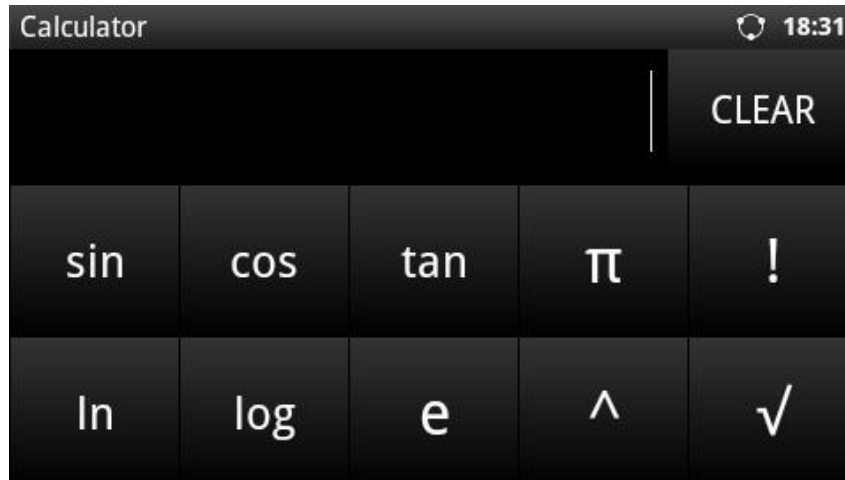 Calculator 18:31
CLEAR
sin cos tan π !
ln log e ^ √